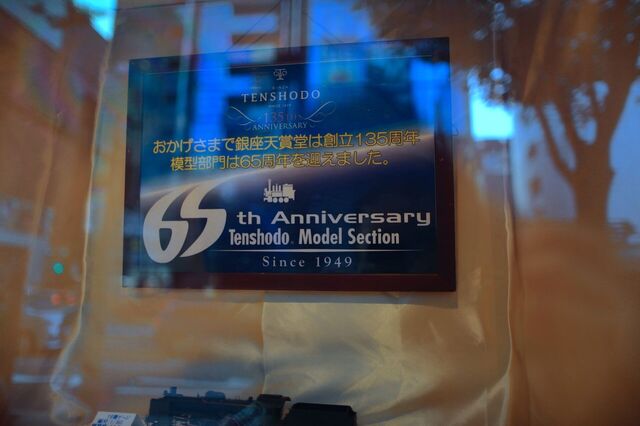 TENSHODO
SINCE 1879
135TH
ANNIVERSARY
おかげさまで銀座天賞堂は創立135周年
模型部門は65周年を迎えました。
65th Anniversary
Tenshodo Model Section
Since 1949